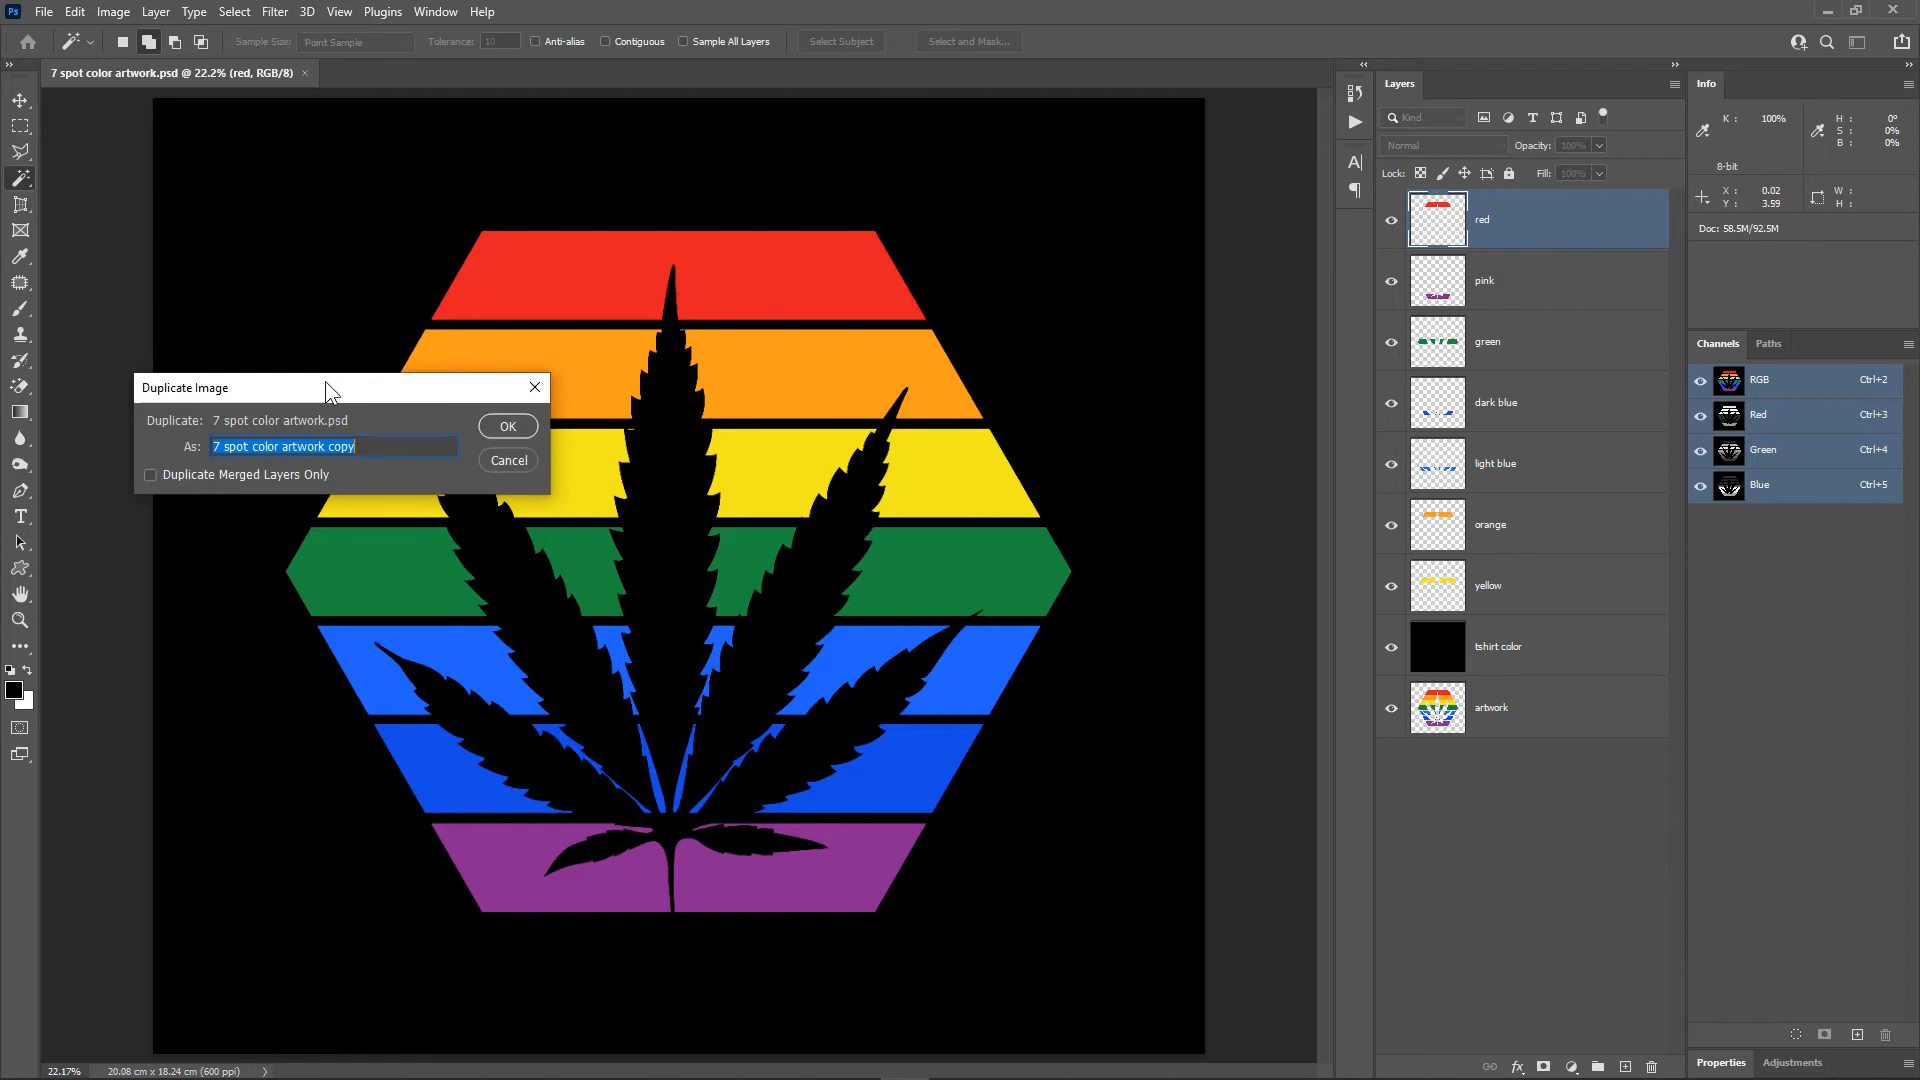 Ps File Edit Image Layer Type Select Filter 3D View Plugins Window Help
Sample Size: Point Sample Tolerance: 10 Anti-alias Contiguous Sample All Layers Select Subject Select and Mask...
7 spot color artwork.psd @ 22.2% (red, RGB/8) ×
Duplicate Image
Duplicate: 7 spot color artwork.psd
As: 7 spot color artwork copy
Duplicate Merged Layers Only
OK
Cancel
22.17% 20.08 cm x 18.24 cm (600 ppi)
Layers
Kind
Normal Opacity: 100%
Lock: Fill: 100%
red
pink
green
dark blue
light blue
orange
yellow
tshirt color
artwork
fx
Info
K : 100%
H : 0º
S : 0%
B : 0%
8-bit
X : 0.02
Y : 3.59
W :
H :
Doc: 58.5M/92.5M
Channels Paths
RGB Ctrl+2
Red Ctrl+3
Green Ctrl+4
Blue Ctrl+5
Properties Adjustments